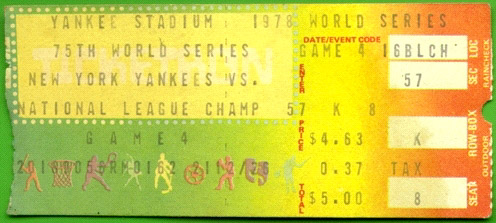 YANKEE STADIUM 1978 WORLD SERIES
DATE/EVENT CODE
75TH WORLD SERIES GAME 4 16BLCH
NEW YORK YANKEES VS. 57
NATIONAL LEAGUE CHAMP 57 K 8
GAME 4 $4.63 K
0.37 TAX
$5.00 8
ENTER
PRICE
TOTAL
SEC LOC
ROW-BOX
SEAT
RAINCHECK
OUTDOOR
TICKETRON